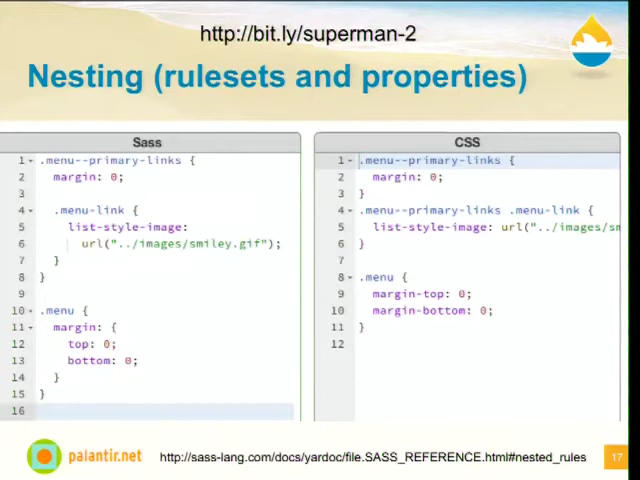 http://bit.ly/superman-2
Nesting (rulesets and properties)
Sass
1 .menu--primary-links {
2 margin: 0;
3
4 .menu-link {
5 list-style-image:
6 url("../images/smiley.gif");
7 }
8 }
9
10 .menu {
11 margin: {
12 top: 0;
13 bottom: 0;
14 }
15 }
16
CSS
1 .menu--primary-links {
2 margin: 0;
3 }
4 .menu--primary-links .menu-link {
5 list-style-image: url("../images/sm
6 }
7
8 .menu {
9 margin-top: 0;
10 margin-bottom: 0;
11 }
12
palantir.net
http://sass-lang.com/docs/yardoc/file.SASS_REFERENCE.html#nested_rules
17